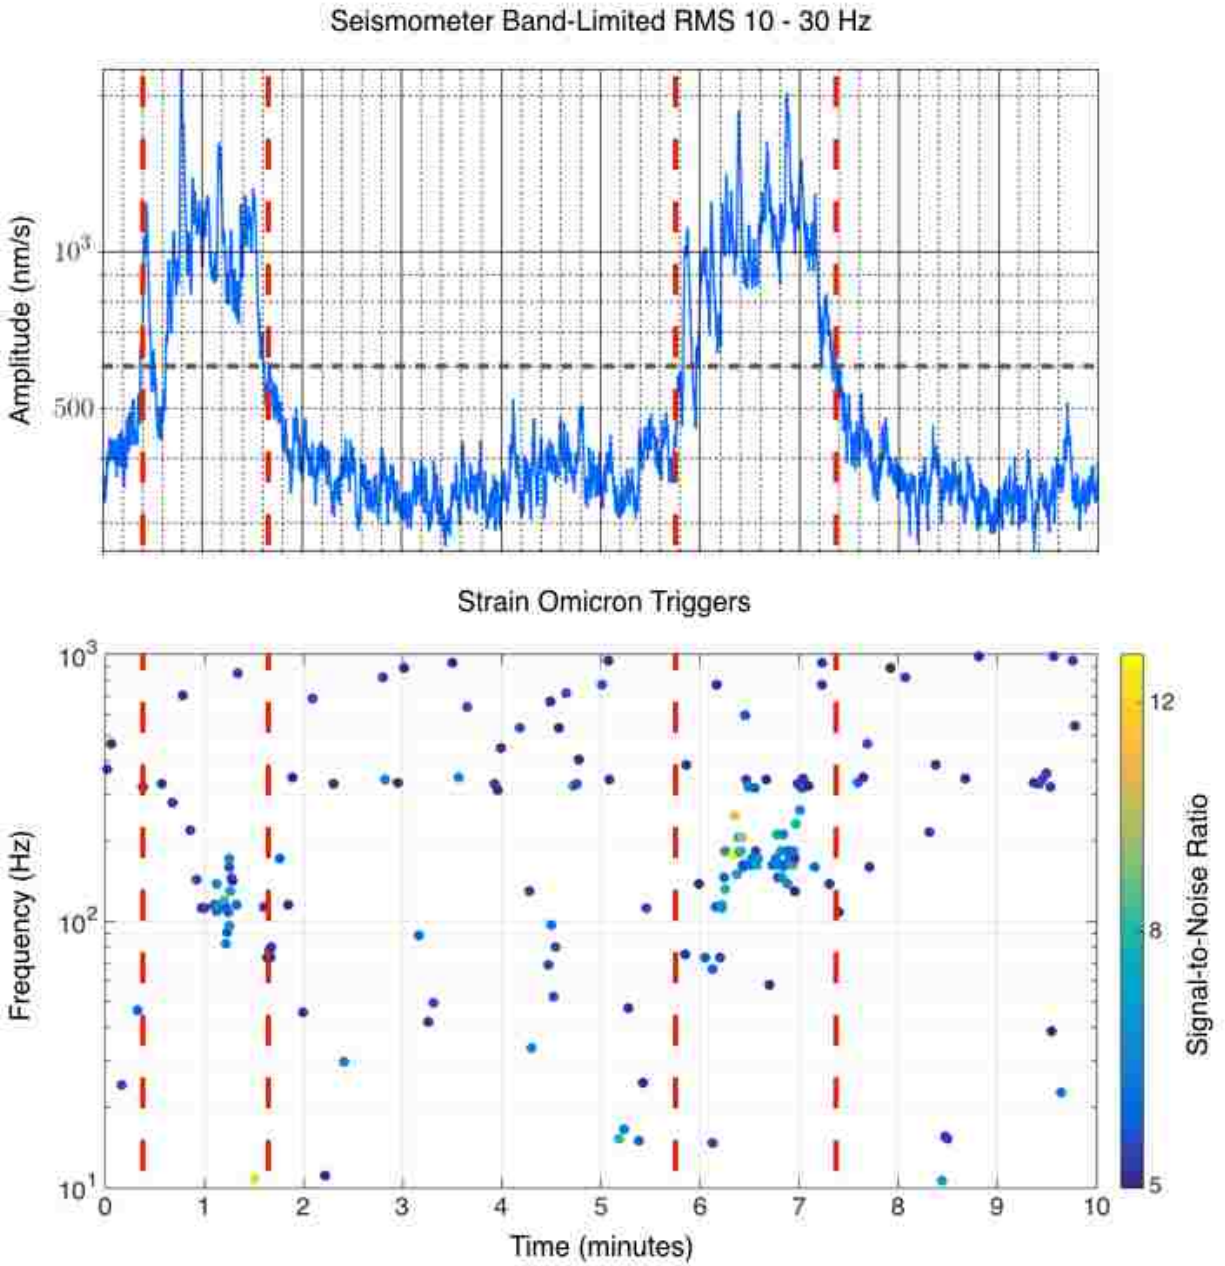 Seismometer Band-Limited RMS 10 - 30 Hz
Amplitude (nm/s)
10³
500
Strain Omicron Triggers
Frequency (Hz)
10³
10²
10¹
0 1 2 3 4 5 6 7 8 9 10
Time (minutes)
12
8
5
Signal-to-Noise Ratio